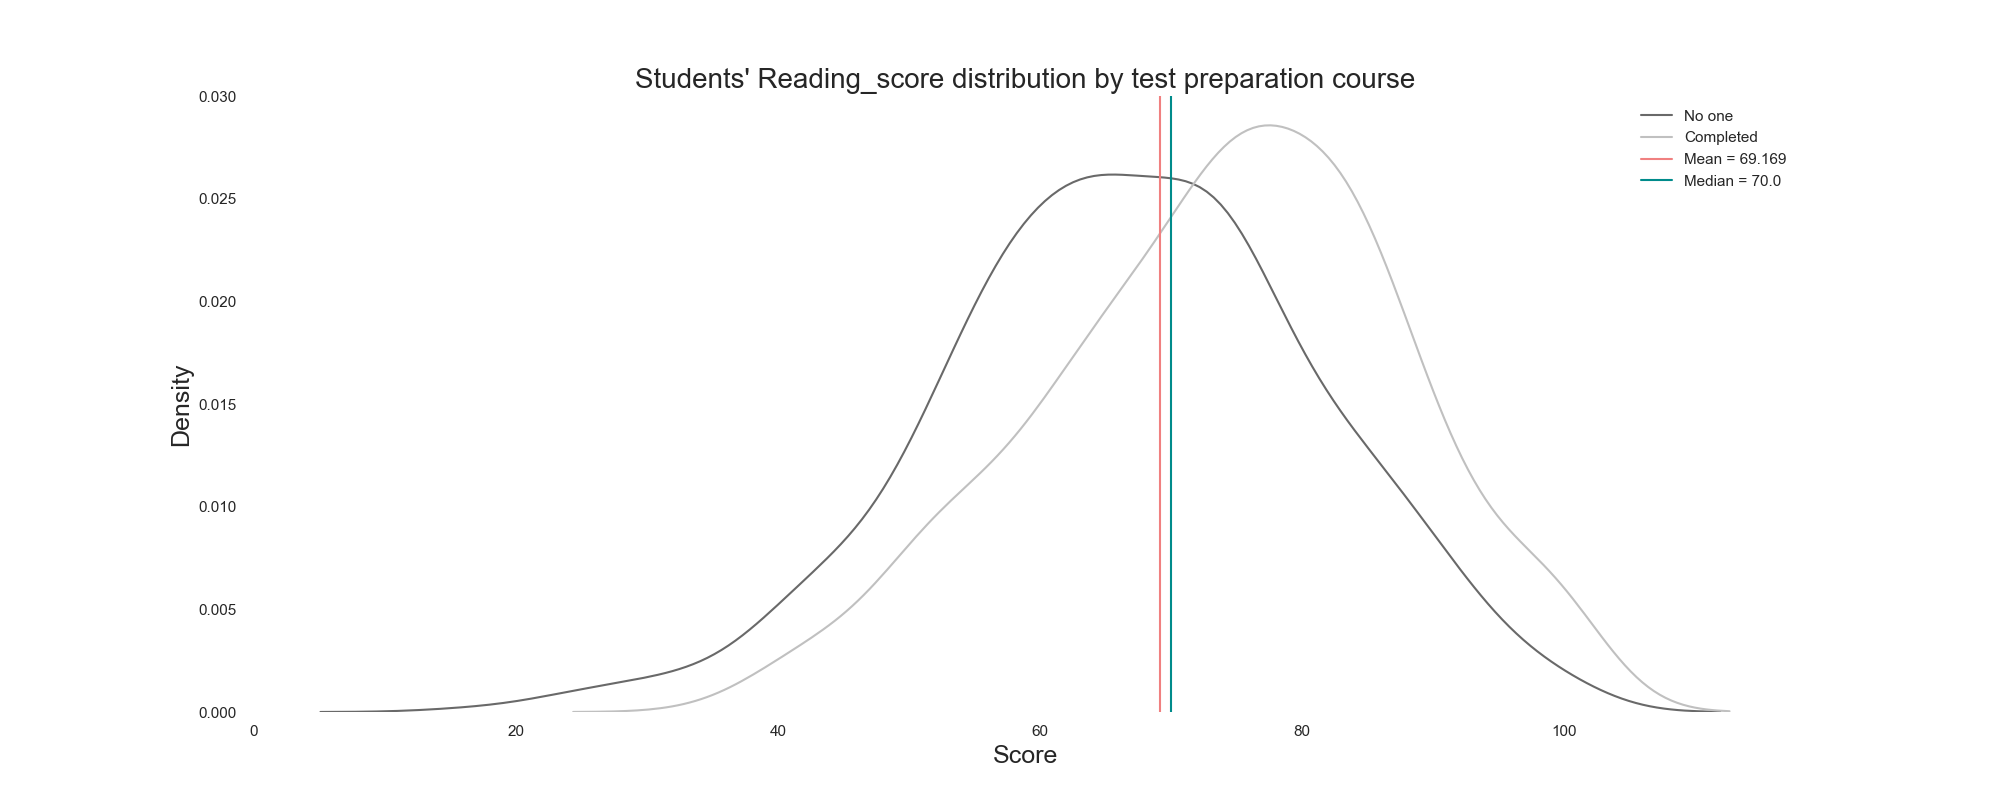 Students' Reading_score distribution by test preparation course
0.030
0.025
0.020
0.015
0.010
0.005
0.000
Density
No one
Completed
Mean = 69.169
Median = 70.0
0 20 40 60 80 100
Score